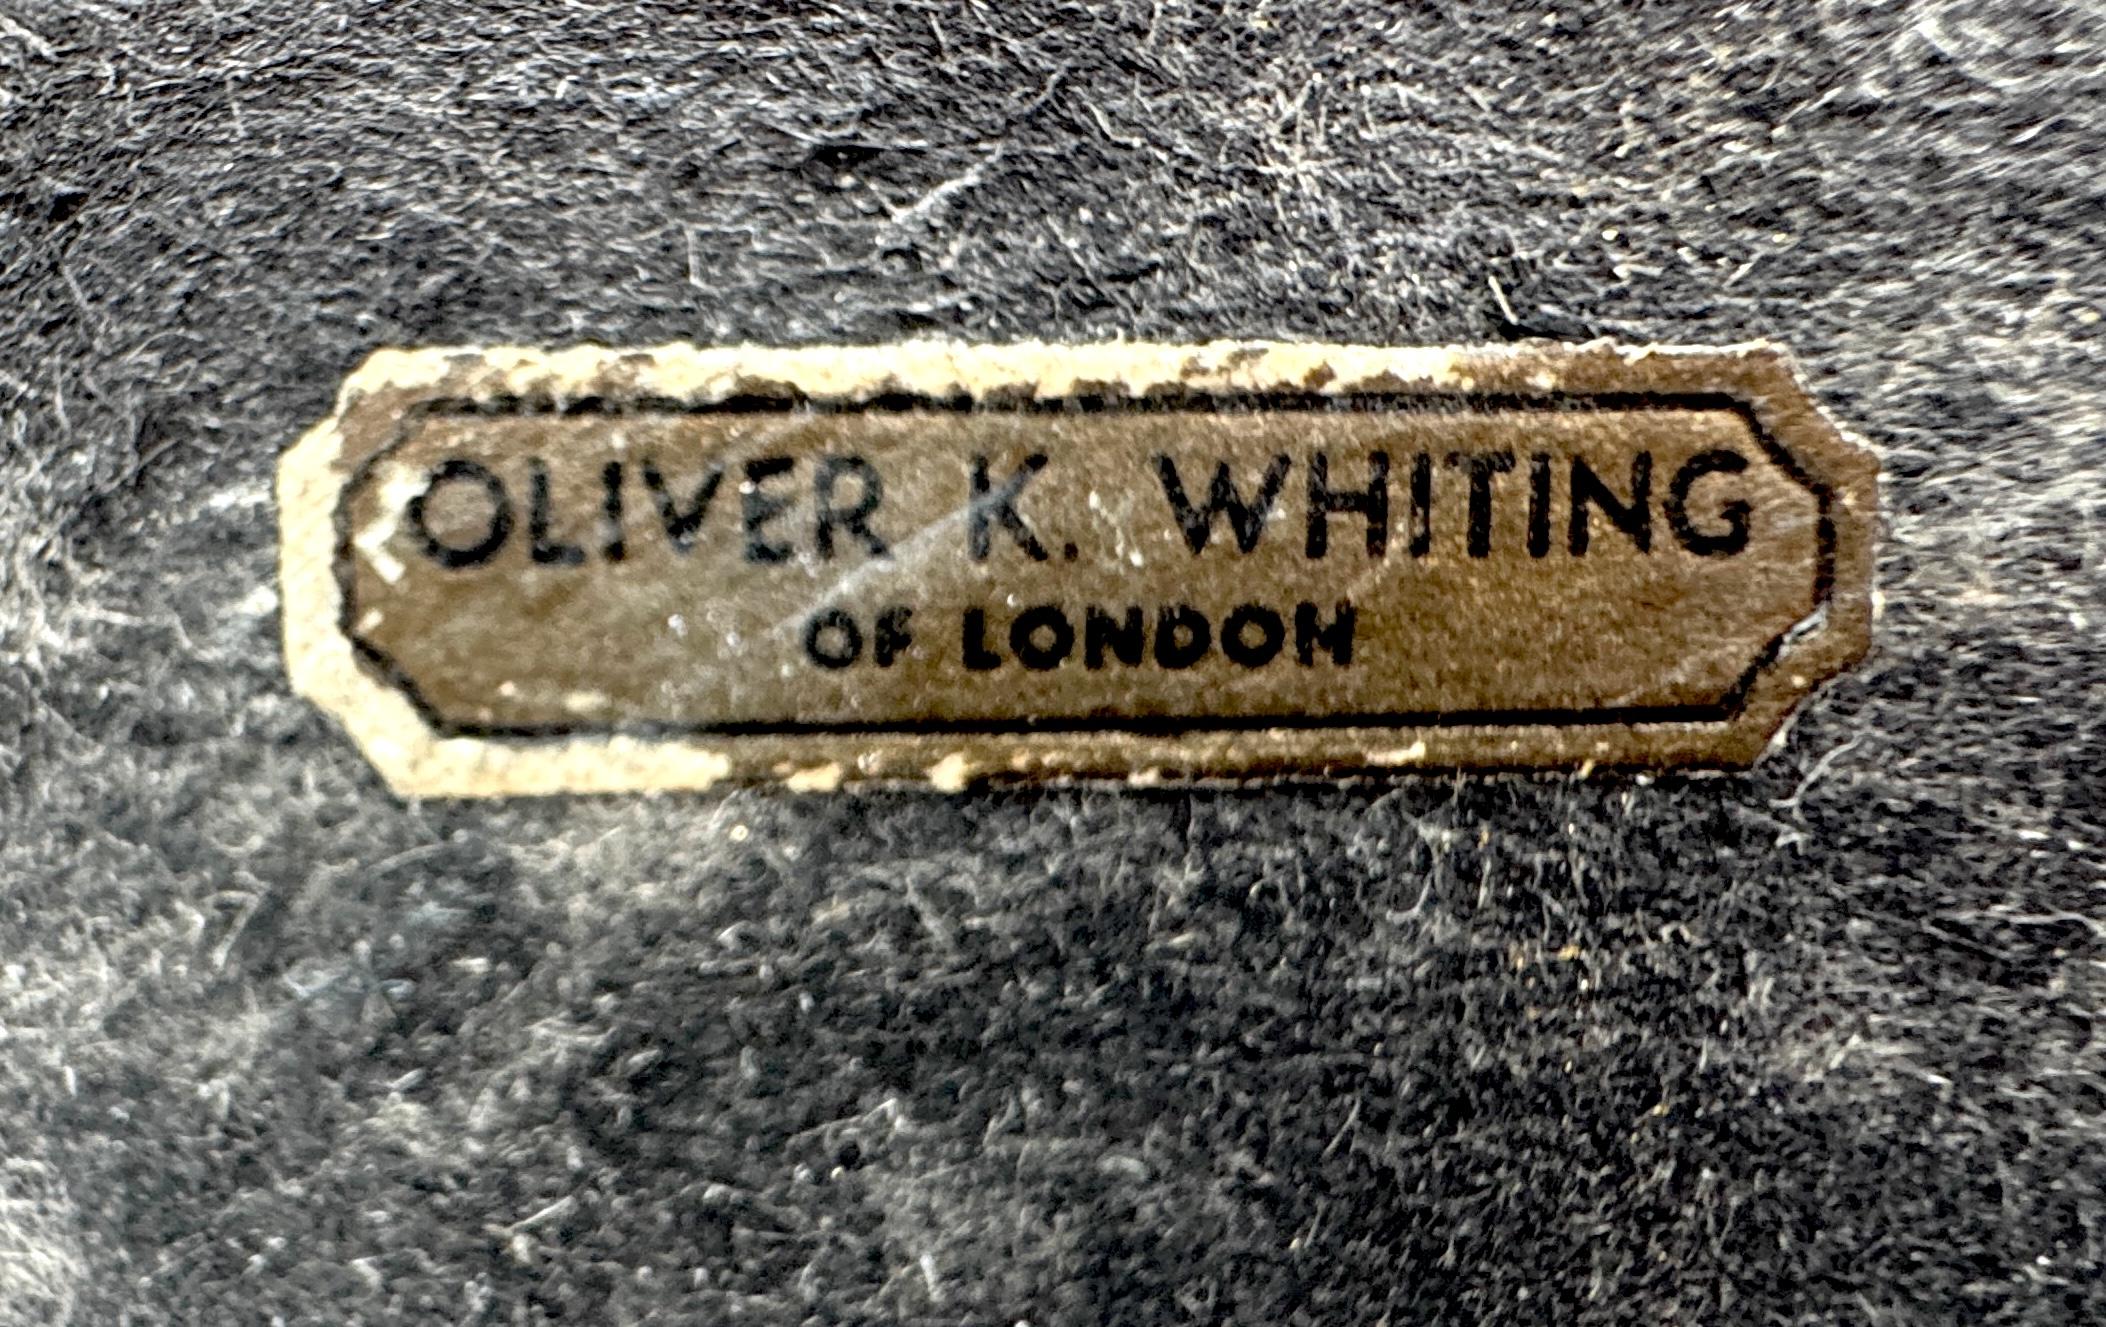 OLIVER K. WHITING
OF LONDON